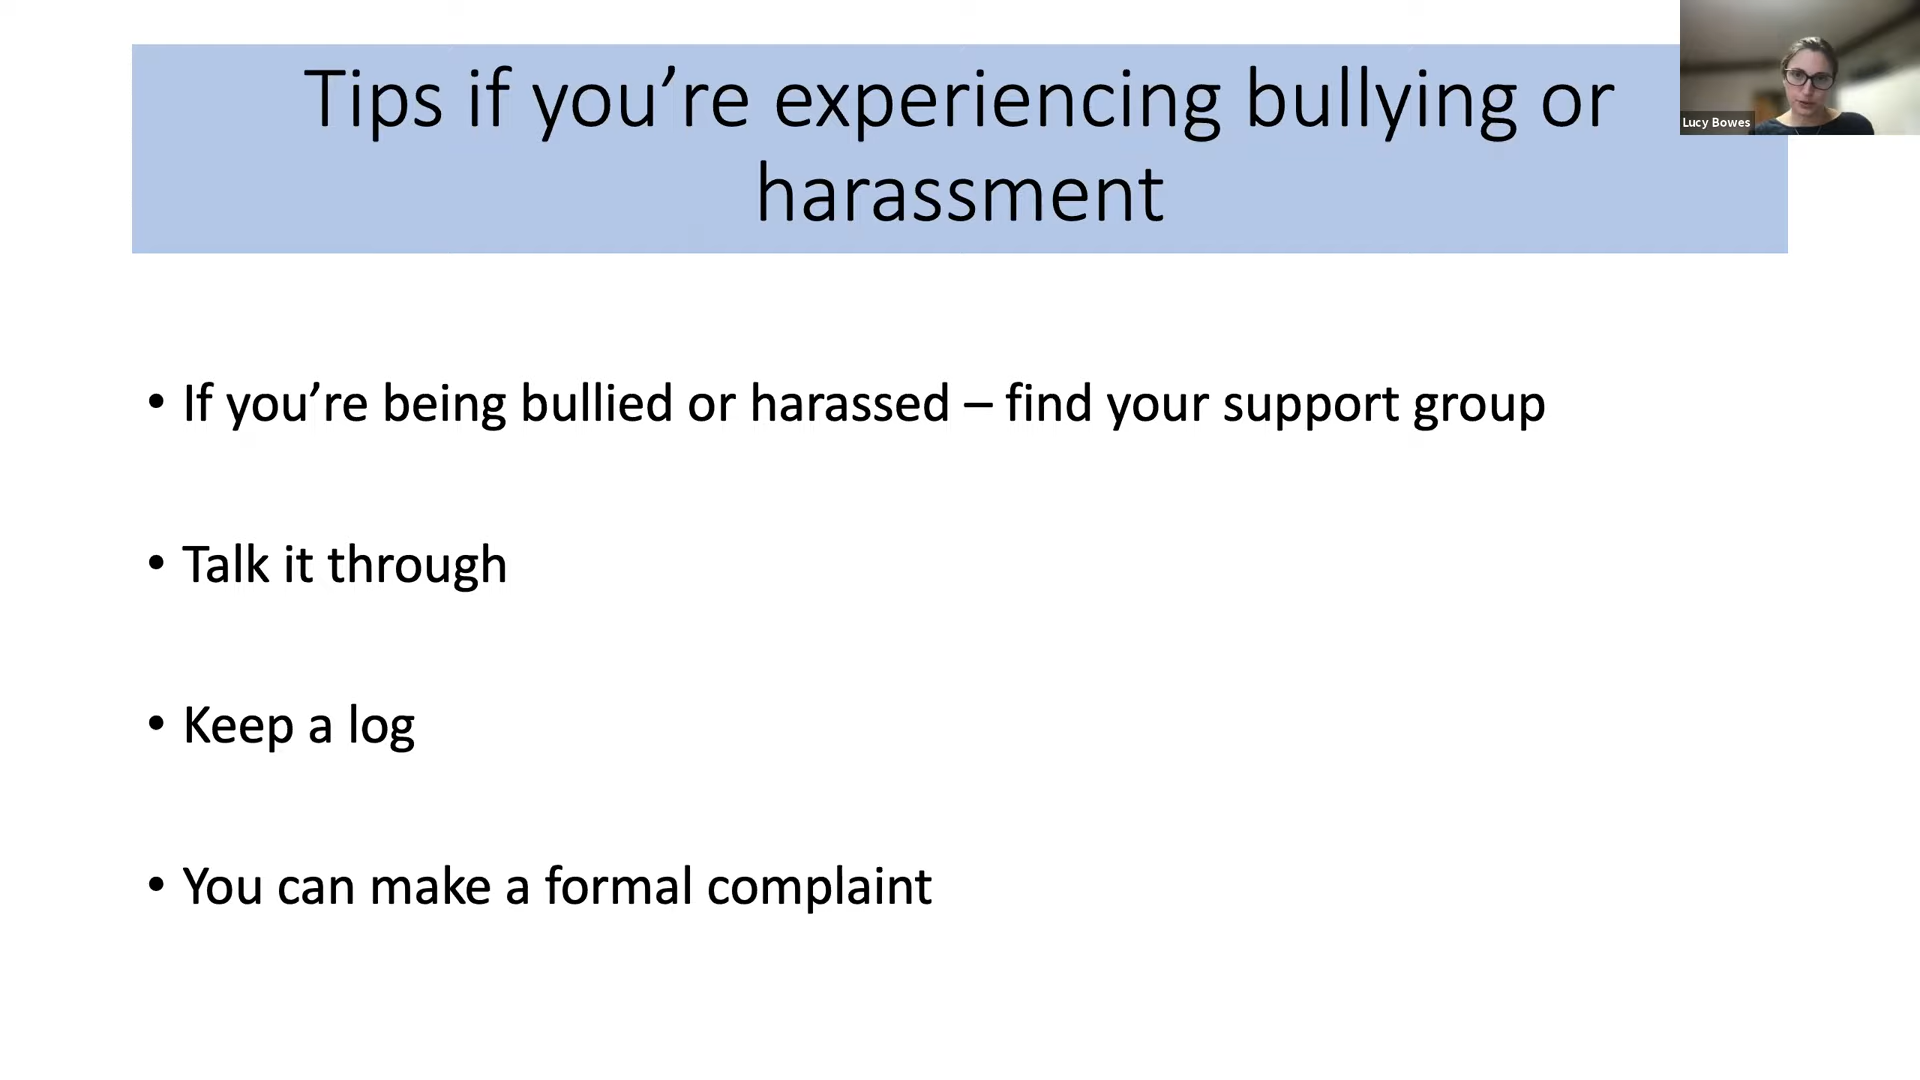 Tips if you’re experiencing bullying or
harassment
Lucy Bowes
• If you’re being bullied or harassed – find your support group
• Talk it through
• Keep a log
• You can make a formal complaint